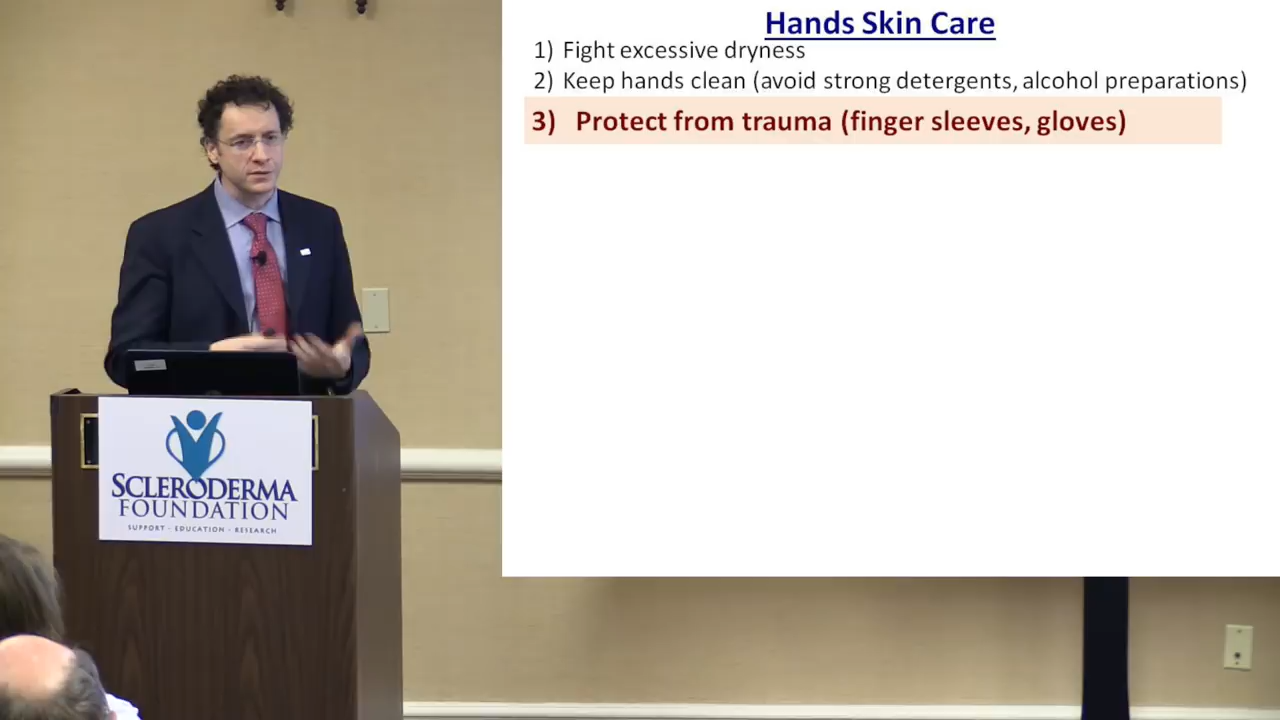 Hands Skin Care
1) Fight excessive dryness
2) Keep hands clean (avoid strong detergents, alcohol preparations)
3) Protect from trauma (finger sleeves, gloves)
SCLERODERMA
FOUNDATION
SUPPORT · EDUCATION · RESEARCH